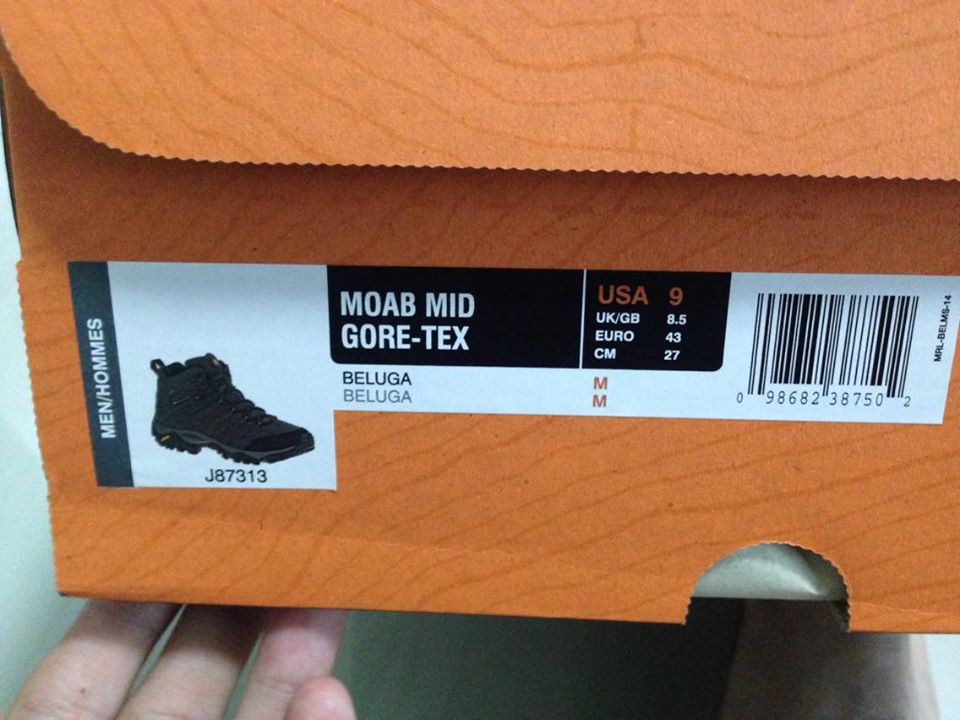 MEN/HOMMES
J87313
MOAB MID
GORE-TEX
BELUGA
BELUGA
USA 9
UK/GB 8.5
EURO 43
CM 27
M
M
0 98682 38750 2
MRL-BELMS-14